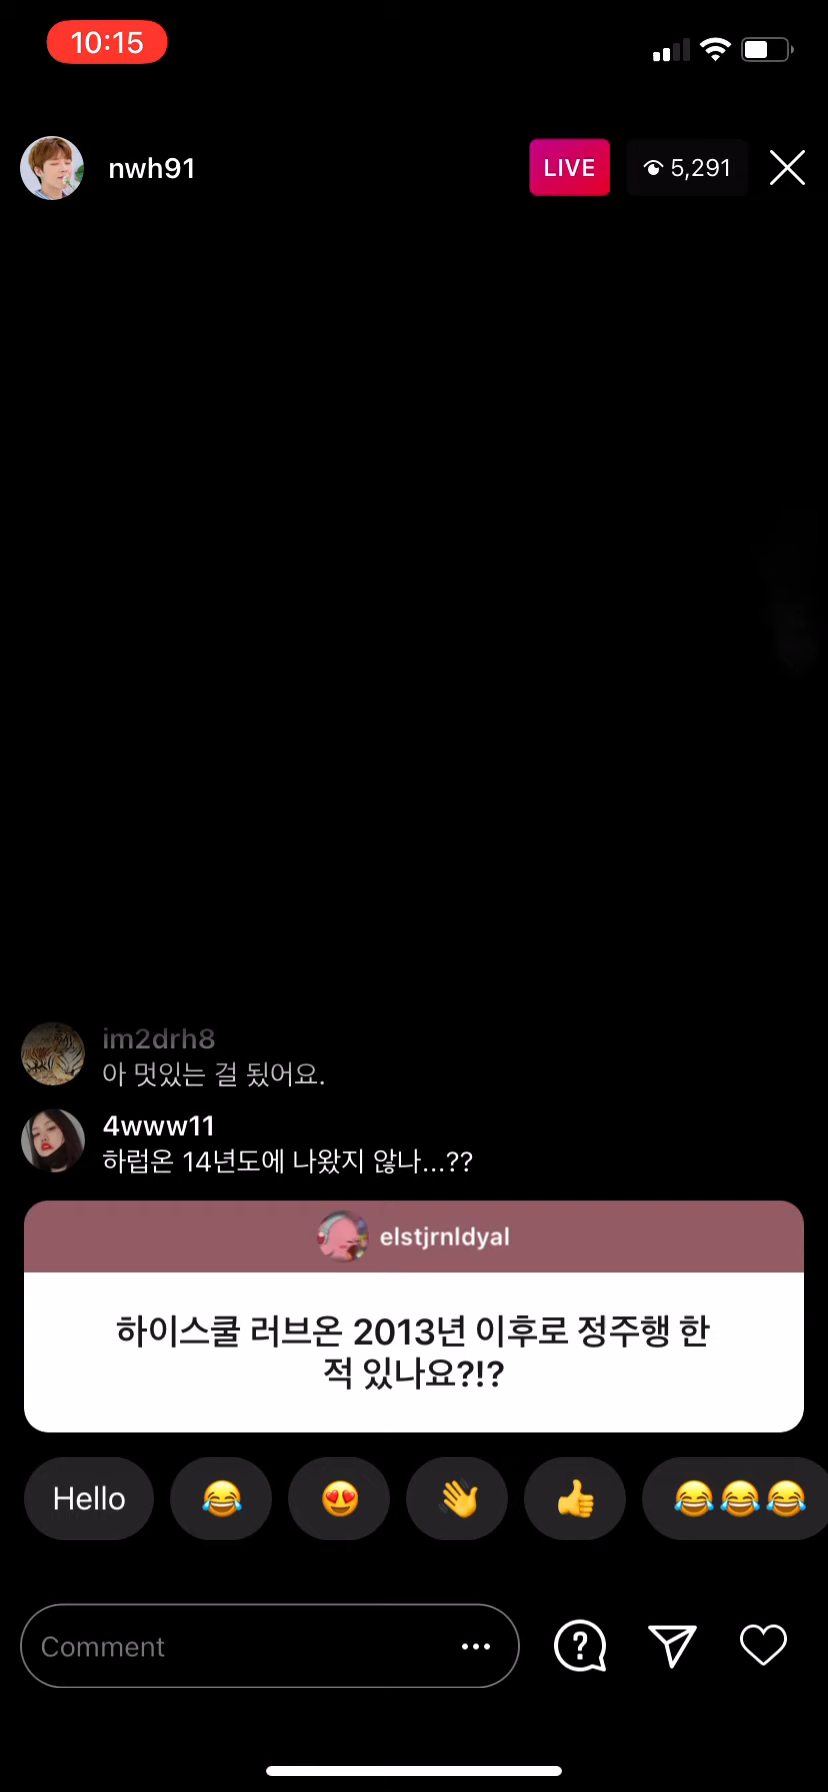 10:15
nwh91
LIVE
5,291
im2drh8
아 멋있는 걸 됬어요.
4www11
하럽온 14년도에 나왔지 않나...??
elstjrnldyal
하이스쿨 러브온 2013년 이후로 정주행 한
적 있나요?!?
Hello
Comment